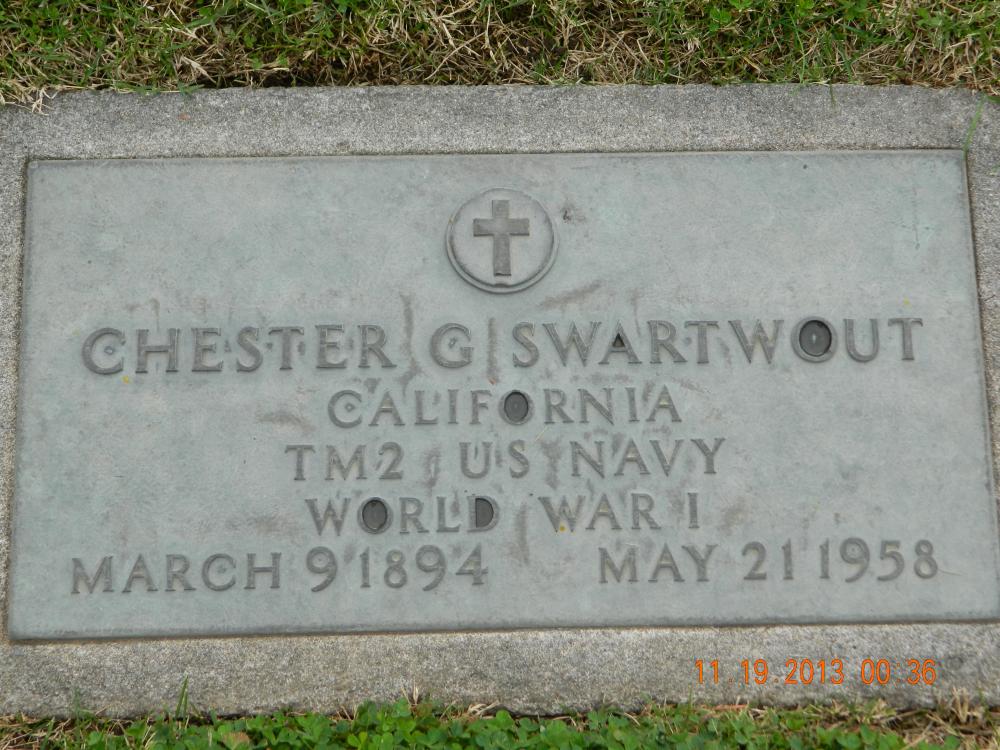 CHESTER G SWARTWOUT
CALIFORNIA
TM2 US NAVY
WORLD WAR I
MARCH 9 1894 MAY 21 1958
11.19.2013 00:36